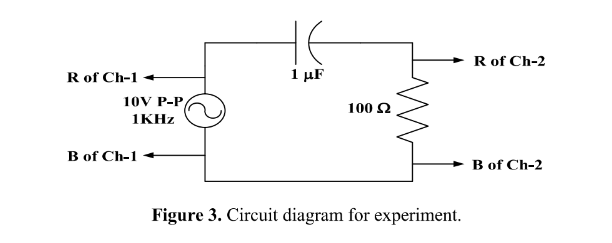 R of Ch-1
1 μF
R of Ch-2
10V P-P
1KHz
100 Ω
B of Ch-1
B of Ch-2
Figure 3. Circuit diagram for experiment.